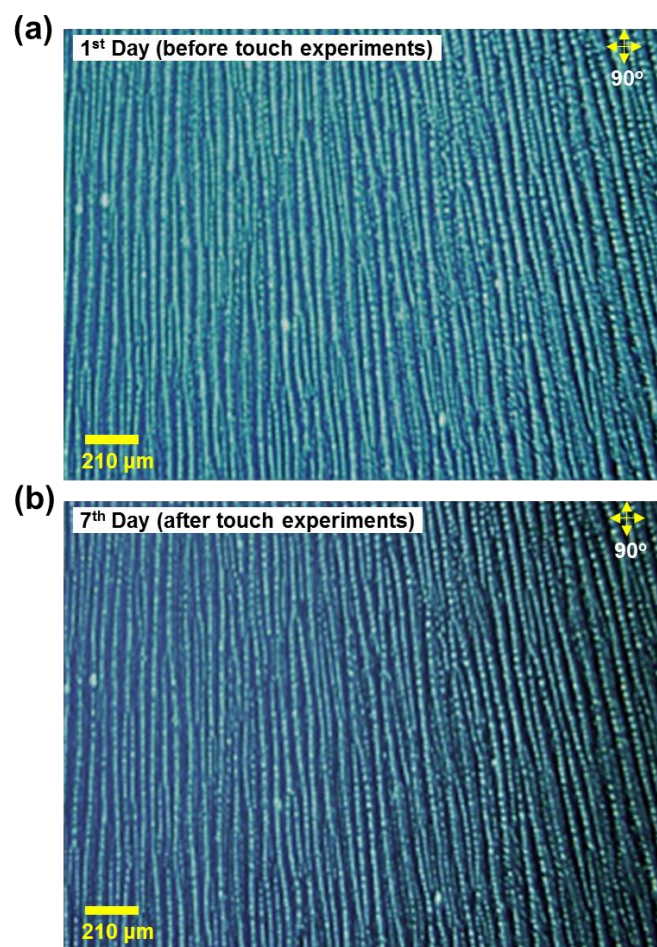 (a)
1st Day (before touch experiments)
90°
210 µm
(b)
7th Day (after touch experiments)
90°
210 µm